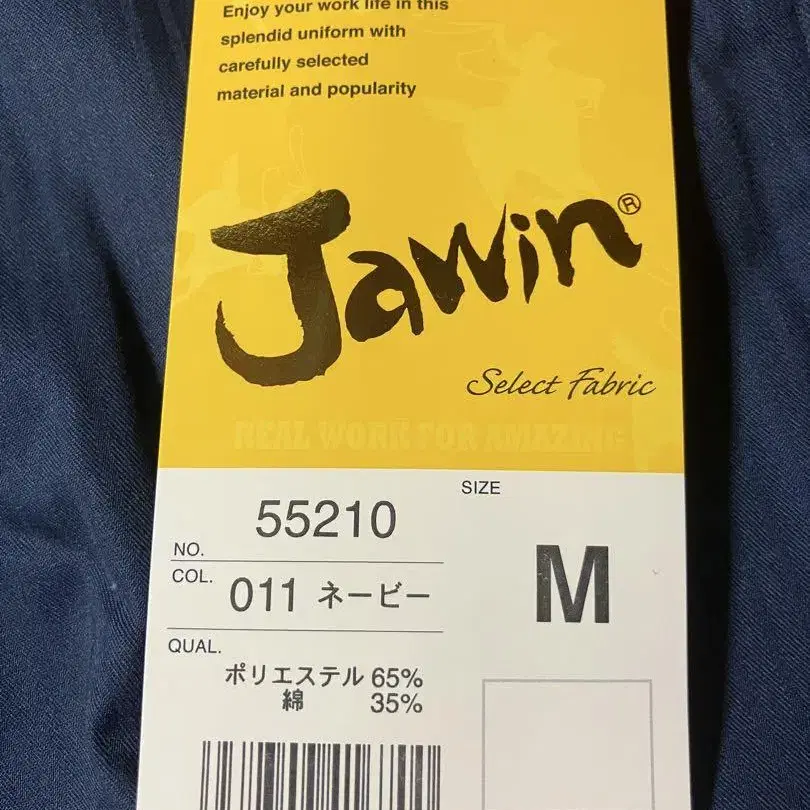 Enjoy your work life in this
splendid uniform with
carefully selected
material and popularity
Jawin®
Select Fabric
REAL WORK FOR AMAZING
SIZE
M
NO. 55210
COL. 011 ネービー
QUAL.
ポリエステル 65%
綿 35%